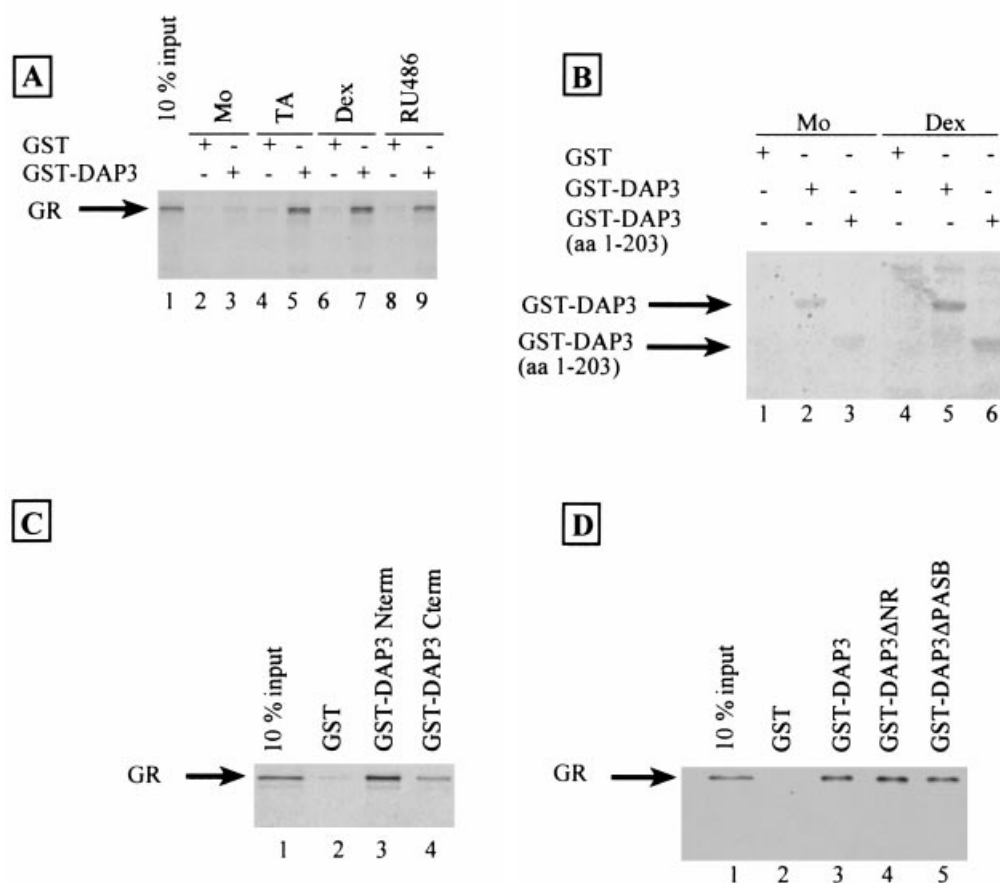 A
10 % input
Mo
TA
Dex
RU486
GST + - + - + - + -
GST-DAP3 - + - + - + - +
GR
1 2 3 4 5 6 7 8 9
B
Mo Dex
GST + - - + - -
GST-DAP3 - + - - + -
GST-DAP3 - - + - - +
(aa 1-203)
GST-DAP3
GST-DAP3
(aa 1-203)
1 2 3 4 5 6
C
10 % input
GST
GST-DAP3 Nterm
GST-DAP3 Cterm
GR
1 2 3 4
D
10 % input
GST
GST-DAP3
GST-DAP3ΔNR
GST-DAP3ΔPASB
GR
1 2 3 4 5